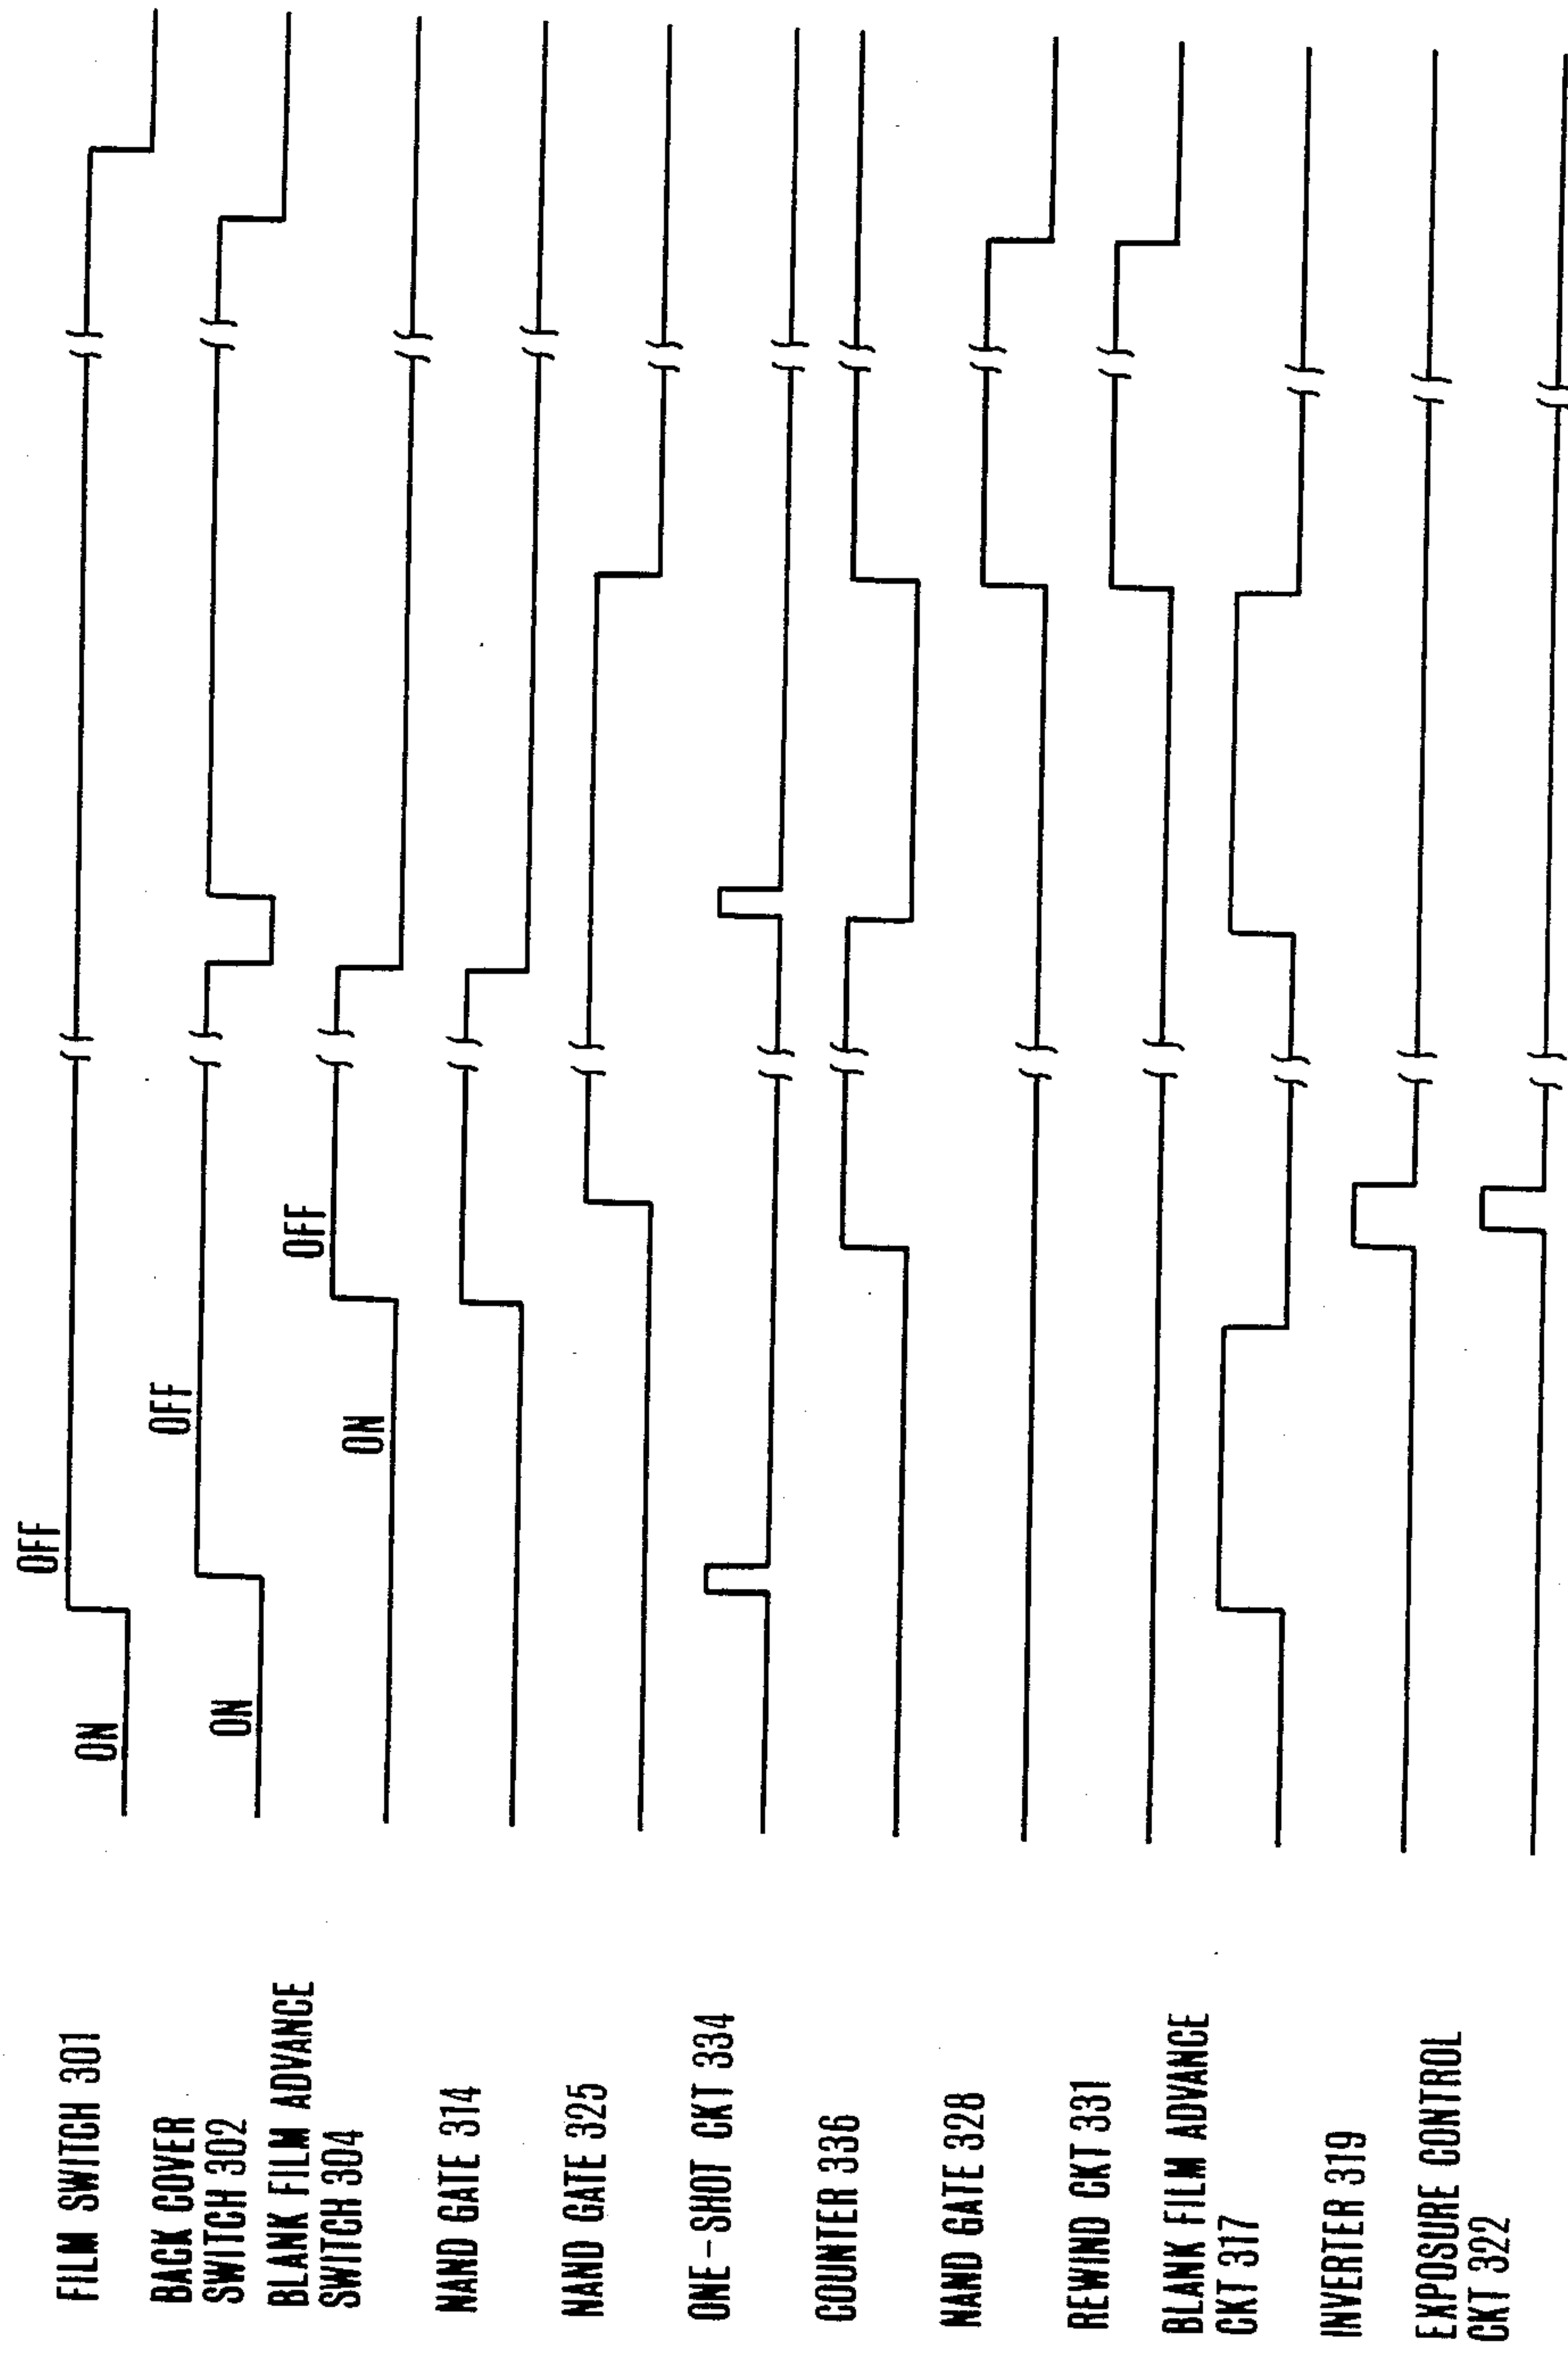 FILM SWITCH 301
ON
OFF
BACK COVER
SWITCH 302
ON
OFF
BLANK FILM ADVANCE
SWITCH 304
ON
OFF
NAND GATE 314
NAND GATE 325
ONE-SHOT CKT 334
COUNTER 336
NAND GATE 328
REWIND CKT 331
BLANK FILM ADVANCE
CKT 317
INVERTER 319
EXPOSURE CONTROL
CKT 322